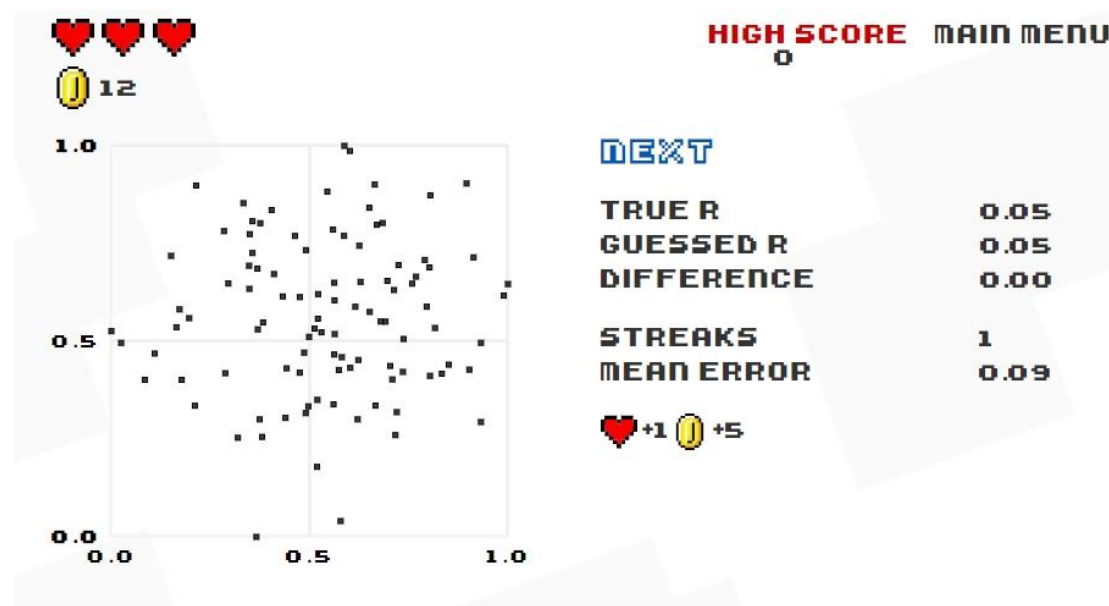 HIGH SCORE MAIN MENU
0
12
1.0
0.5
0.0
0.0 0.5 1.0
NEXT
TRUE R 0.05
GUESSED R 0.05
DIFFERENCE 0.00
STREAKS 1
MEAN ERROR 0.09
+1 +5